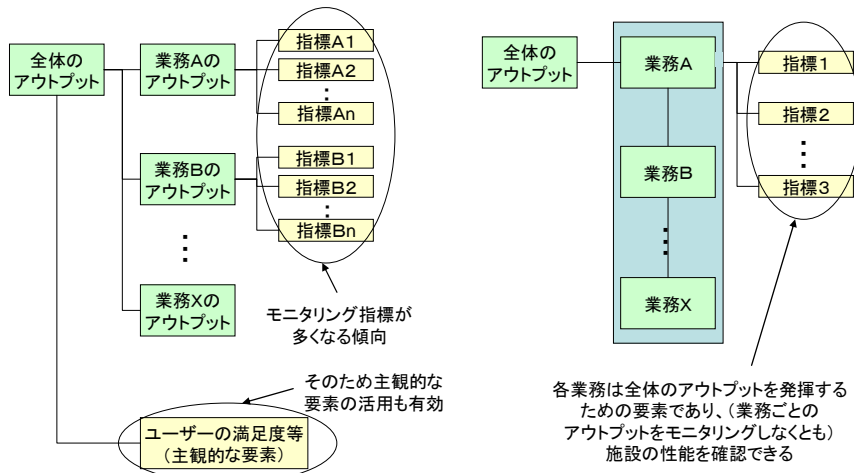 全体の
アウトプット
業務Aの
アウトプット
指標A1
指標A2
⋮
指標An
業務Bの
アウトプット
指標B1
指標B2
⋮
指標Bn
⋮
業務Xの
アウトプット
モニタリング指標が
多くなる傾向
そのため主観的な
要素の活用も有効
ユーザーの満足度等
(主観的な要素)
全体の
アウトプット
業務A
業務B
⋮
業務X
指標1
指標2
⋮
指標3
各業務は全体のアウトプットを発揮する
ための要素であり、(業務ごとの
アウトプットをモニタリングしなくとも)
施設の性能を確認できる